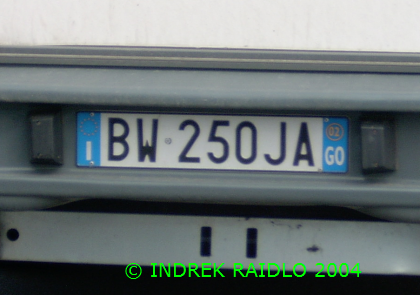 I BW 250JA 02 GO
© INDREK RAIDLO 2004